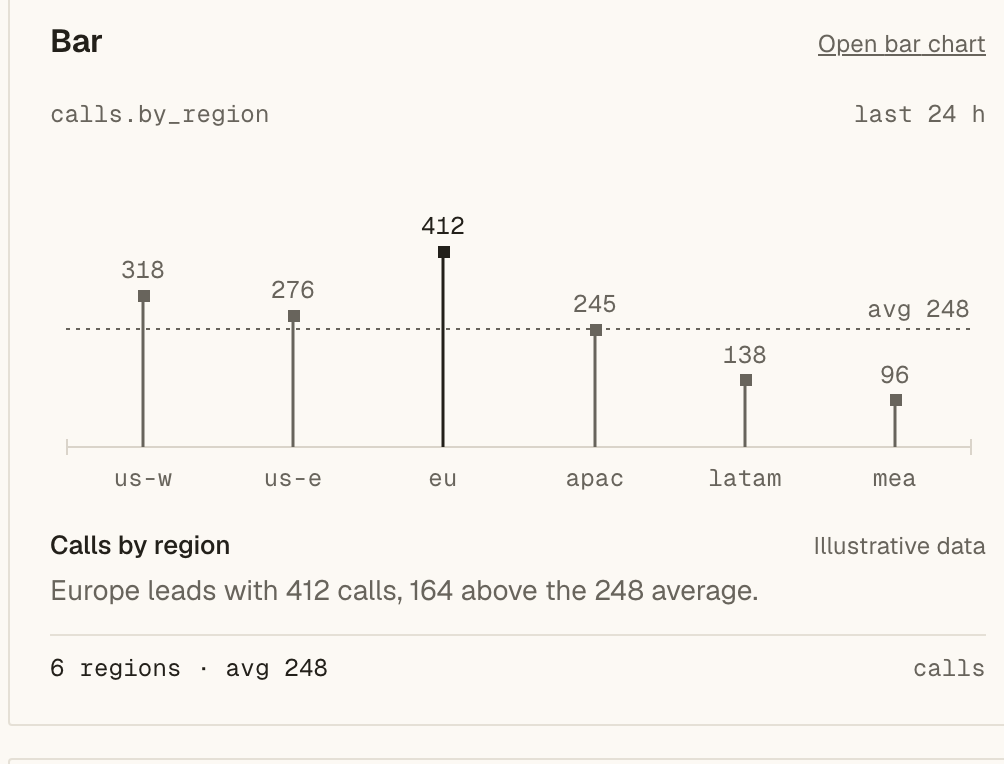 Bar
Open bar chart
calls.by_region
last 24 h
412
318
276
245
avg 248
138
96
us-w
us-e
eu
apac
latam
mea
Calls by region
Illustrative data
Europe leads with 412 calls, 164 above the 248 average.
6 regions · avg 248
calls